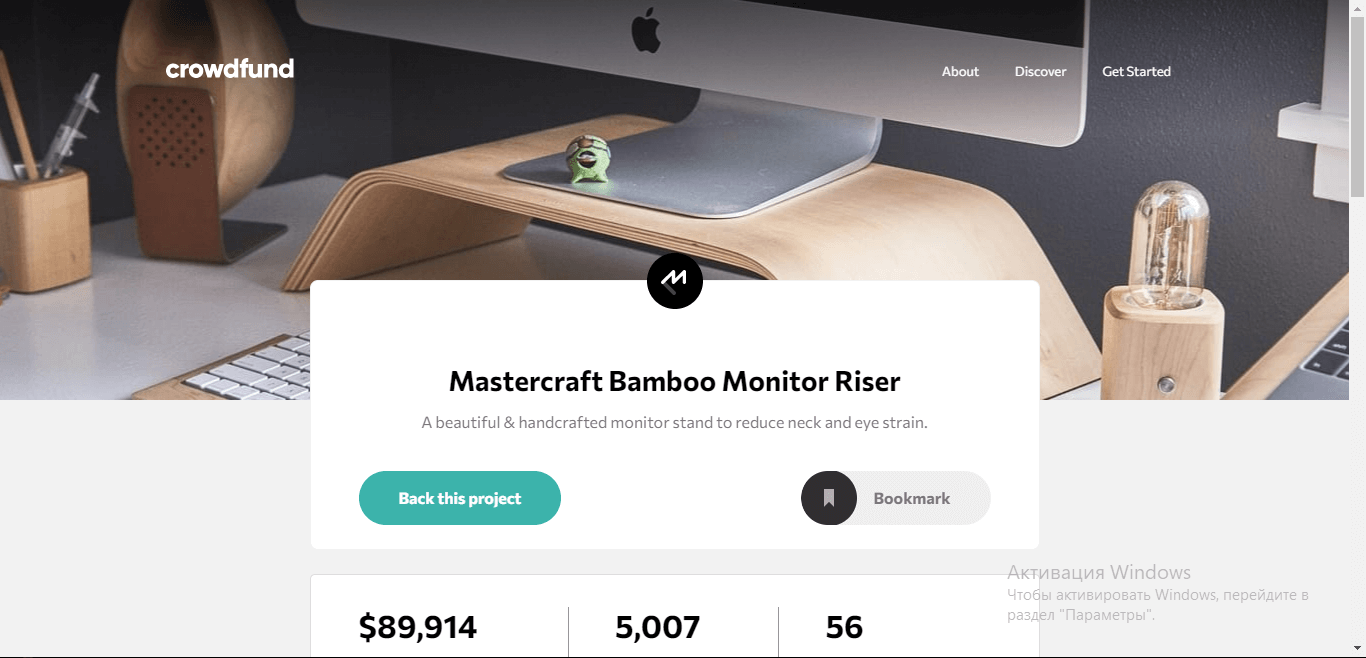 crowdfund
About Discover Get Started
Mastercraft Bamboo Monitor Riser
A beautiful & handcrafted monitor stand to reduce neck and eye strain.
Back this project
Bookmark
$89,914 5,007 56
Активация Windows
Чтобы активировать Windows, перейдите в
раздел "Параметры".